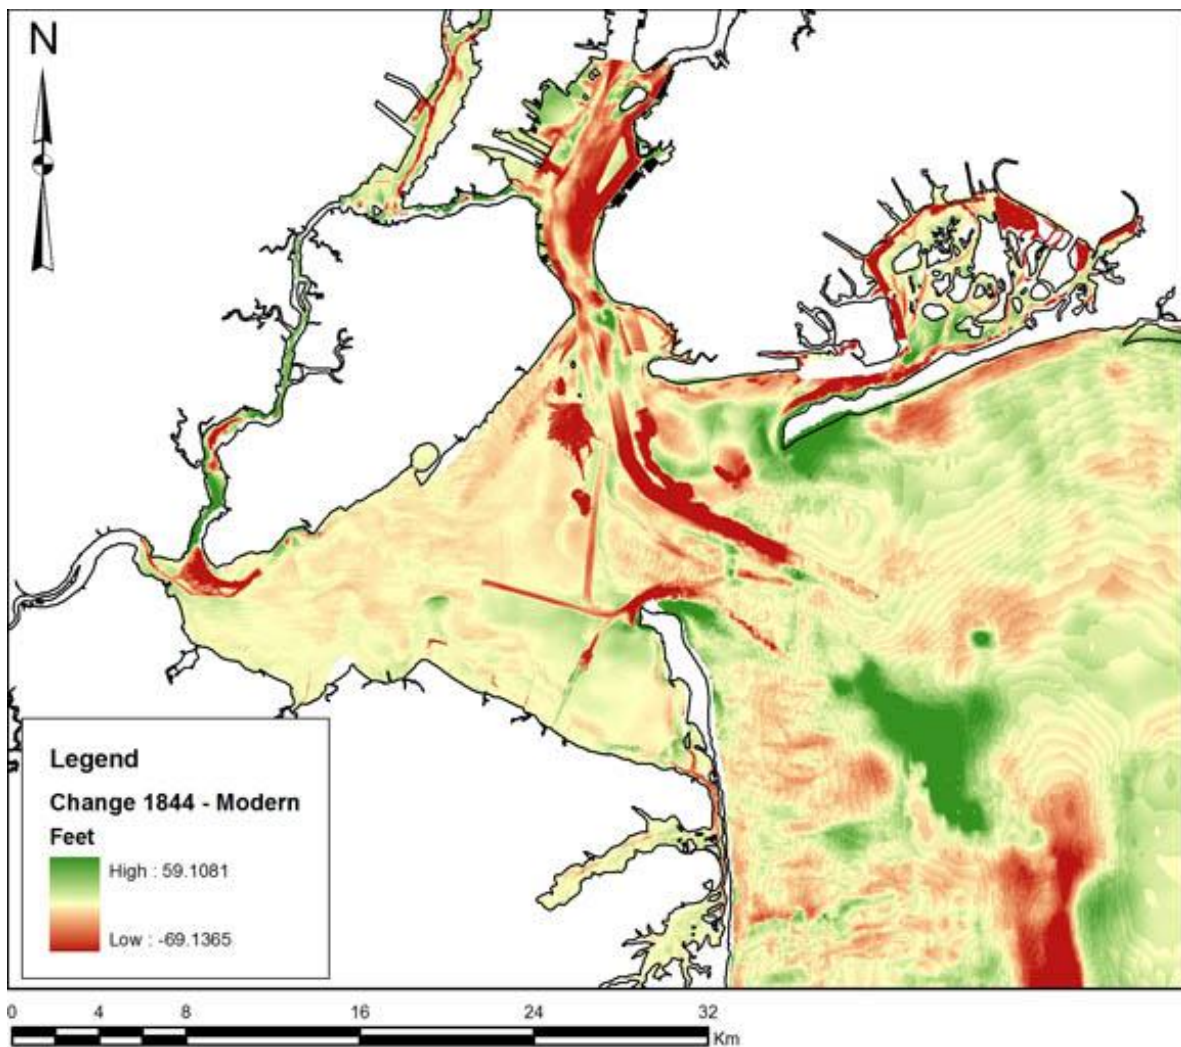 N
Legend
Change 1844 - Modern
Feet
High : 59.1081
Low : -69.1365
0 4 8 16 24 32
Km